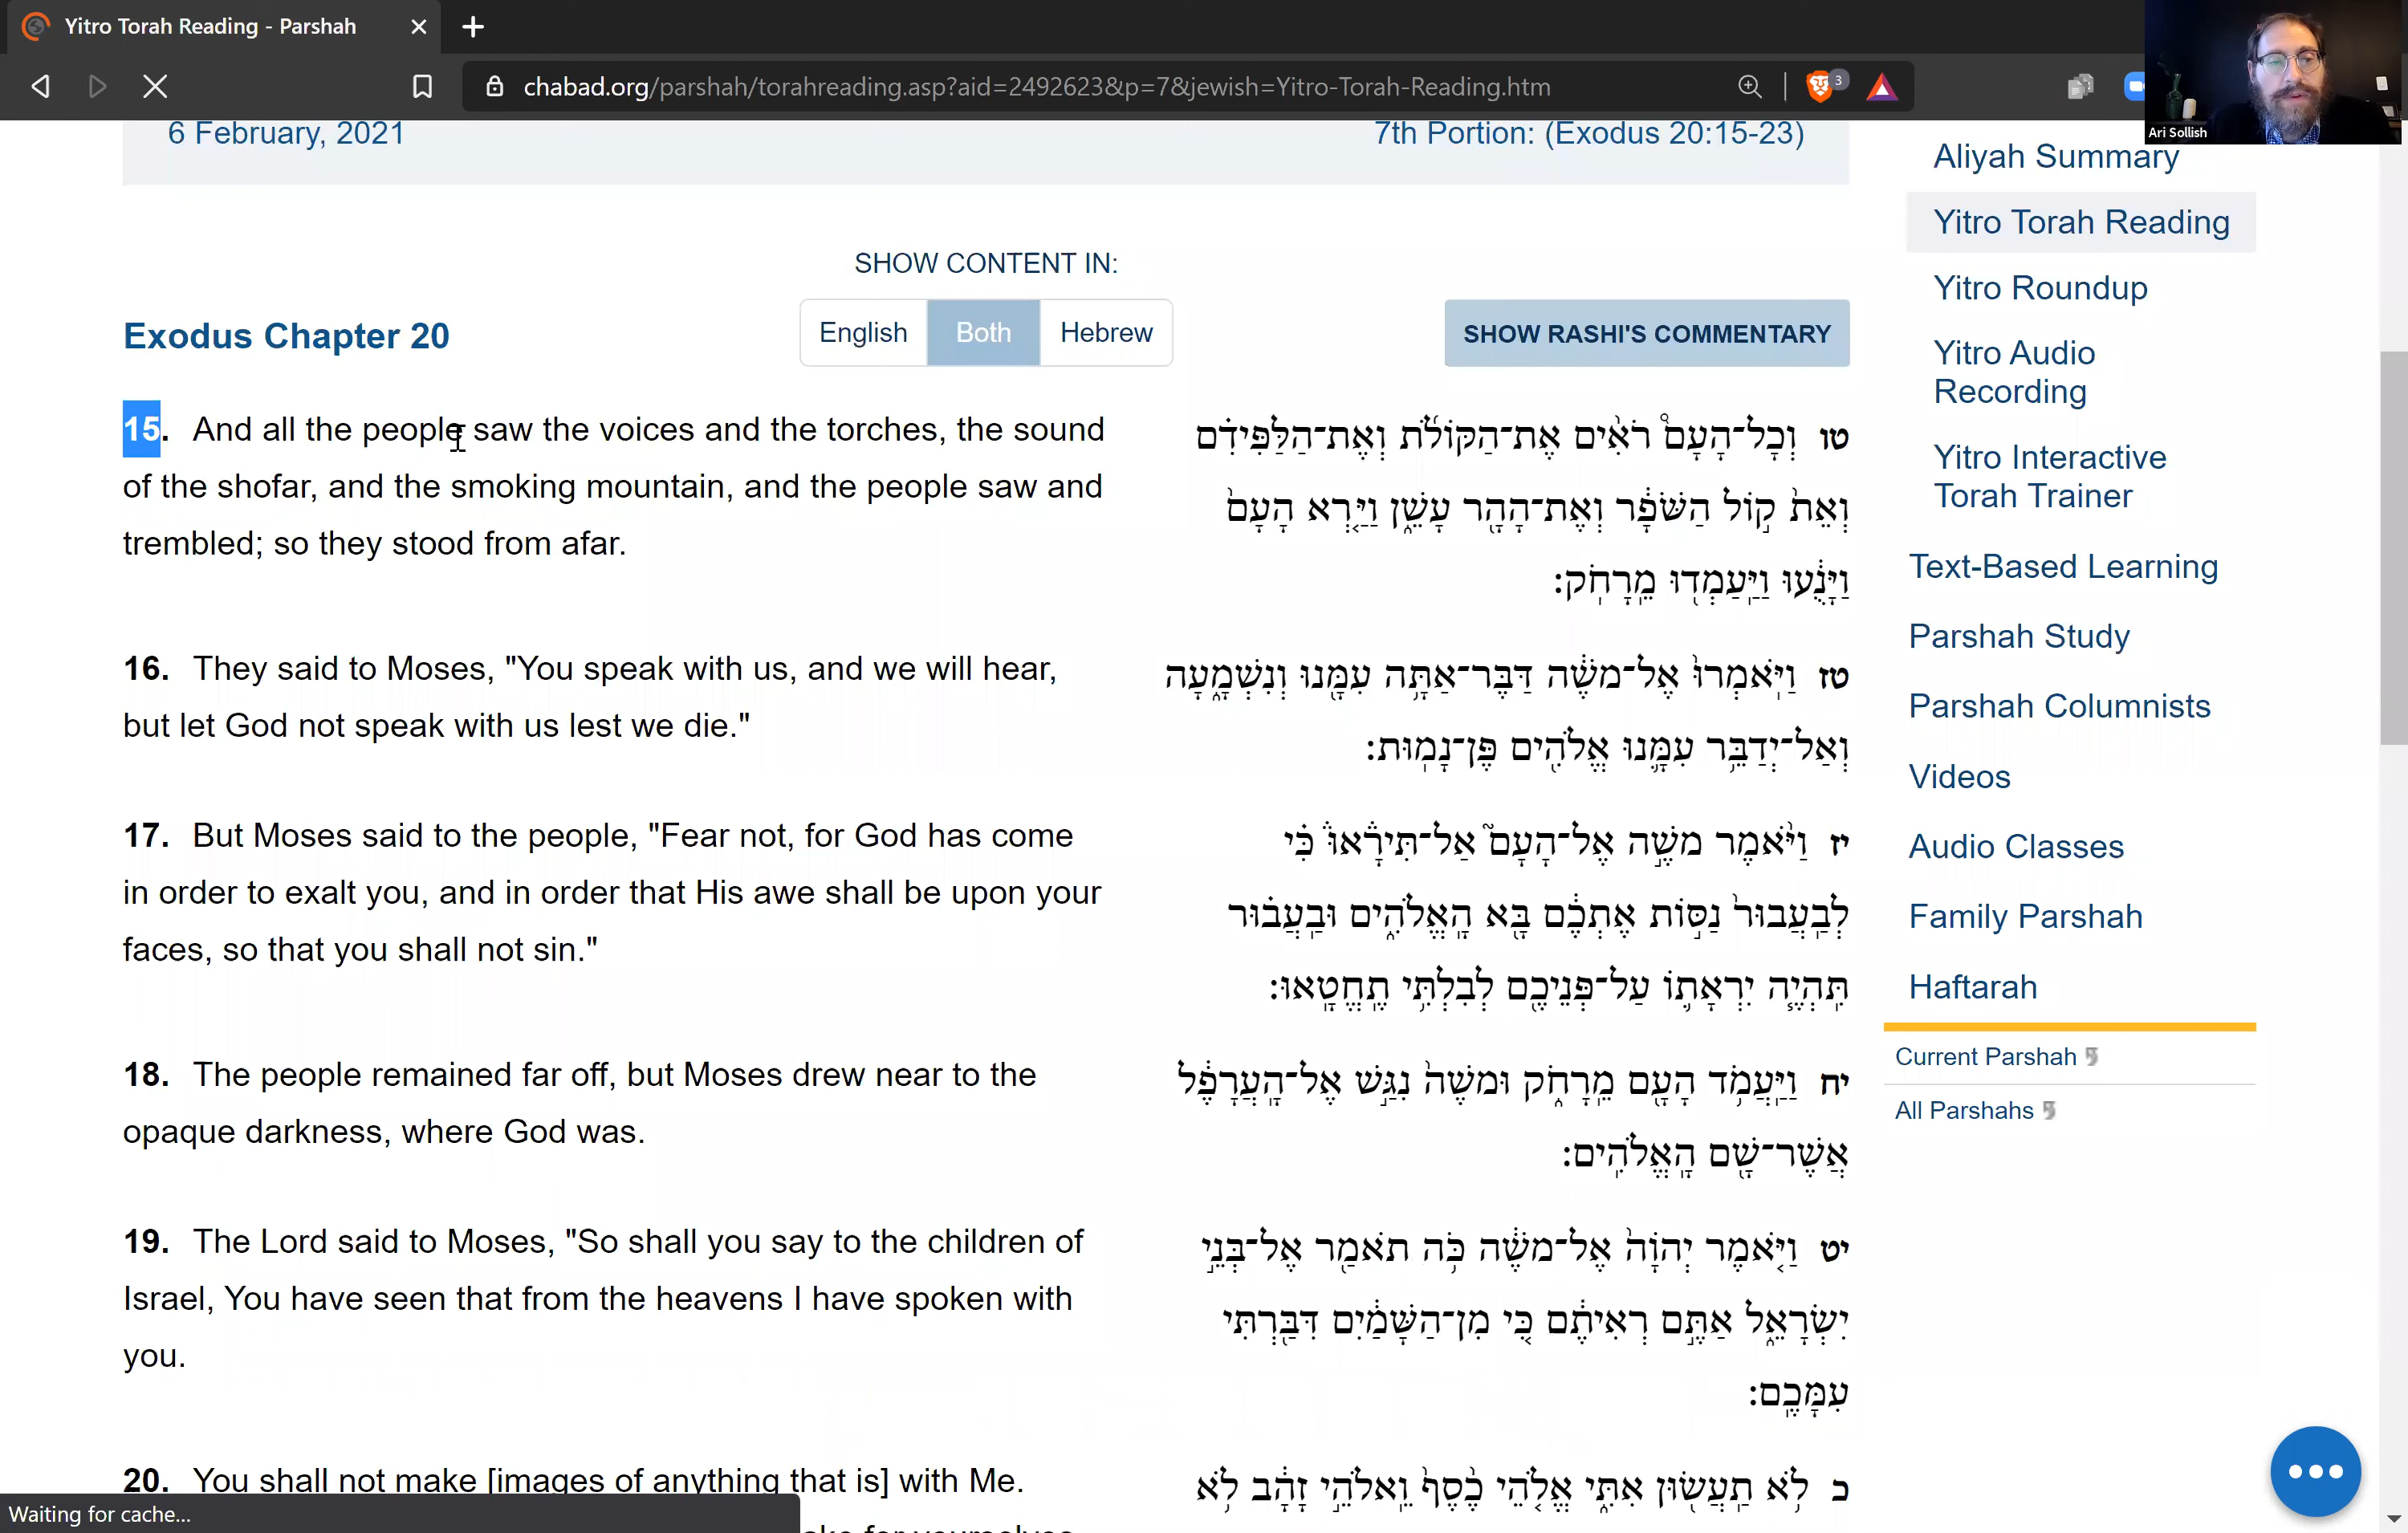 Yitro Torah Reading - Parshah
chabad.org/parshah/torahreading.asp?aid=2492623&p=7&jewish=Yitro-Torah-Reading.htm
3
Ari Sollish
6 February, 2021
7th Portion: (Exodus 20:15-23)
SHOW CONTENT IN:
English Both Hebrew
SHOW RASHI'S COMMENTARY
Exodus Chapter 20
15. And all the people saw the voices and the torches, the sound
of the shofar, and the smoking mountain, and the people saw and
trembled; so they stood from afar.
טו וְכָל־הָעָם֩ רֹאִ֨ים אֶת־הַקּוֹלֹ֜ת וְאֶת־הַלַּפִּידִ֗ם
וְאֵת֙ ק֣וֹל הַשֹּׁפָ֔ר וְאֶת־הָהָ֖ר עָשֵׁ֑ן וַיַּ֤רְא הָעָם֙
וַיָּנֻ֔עוּ וַיַּֽעַמְד֖וּ מֵֽרָחֹֽק:
16. They said to Moses, "You speak with us, and we will hear,
but let God not speak with us lest we die."
טז וַיֹּֽאמְרוּ֙ אֶל־משֶׁ֔ה דַּבֶּר־אַתָּ֥ה עִמָּ֖נוּ וְנִשְׁמָ֑עָה
וְאַל־יְדַבֵּ֥ר עִמָּ֛נוּ אֱלֹהִ֖ים פֶּן־נָמֽוּת:
17. But Moses said to the people, "Fear not, for God has come
in order to exalt you, and in order that His awe shall be upon your
faces, so that you shall not sin."
יז וַיֹּ֨אמֶר משֶׁ֣ה אֶל־הָעָם֘ אַל־תִּירָ֒אוּ֒ כִּ֗י
לְבַֽעֲבוּר֙ נַסּ֣וֹת אֶתְכֶ֔ם בָּ֖א הָֽאֱלֹהִ֑ים וּבַֽעֲב֗וּר
תִּֽהְיֶ֧ה יִרְאָת֛וֹ עַל־פְּנֵיכֶ֖ם לְבִלְתִּ֥י תֶֽחֱטָֽאוּ:
18. The people remained far off, but Moses drew near to the
opaque darkness, where God was.
יח וַיַּֽעֲמֹ֥ד הָעָ֖ם מֵֽרָחֹ֑ק וּמשֶׁה֙ נִגַּ֣שׁ אֶל־הָֽעֲרָפֶ֔ל
אֲשֶׁר־שָׁ֖ם הָֽאֱלֹהִֽים:
19. The Lord said to Moses, "So shall you say to the children of
Israel, You have seen that from the heavens I have spoken with
you.
יט וַיֹּ֤אמֶר יְהֹוָה֙ אֶל־משֶׁ֔ה כֹּ֥ה תֹאמַ֖ר אֶל־בְּנֵ֣י
יִשְׂרָאֵ֑ל אַתֶּ֣ם רְאִיתֶ֔ם כִּ֚י מִן־הַשָּׁמַ֔יִם דִּבַּ֖רְתִּי
עִמָּכֶֽם:
20. You shall not make [images of anything that is] with Me.
כ לֹ֥א תַֽעֲשׂ֖וּן אִתִּ֑י אֱלֹ֤הֵי כֶ֨סֶף֙ וֵֽאלֹהֵ֣י זָהָ֔ב לֹ֥א
Aliyah Summary
Yitro Torah Reading
Yitro Roundup
Yitro Audio
Recording
Yitro Interactive
Torah Trainer
Text-Based Learning
Parshah Study
Parshah Columnists
Videos
Audio Classes
Family Parshah
Haftarah
Current Parshah
All Parshahs
Waiting for cache...